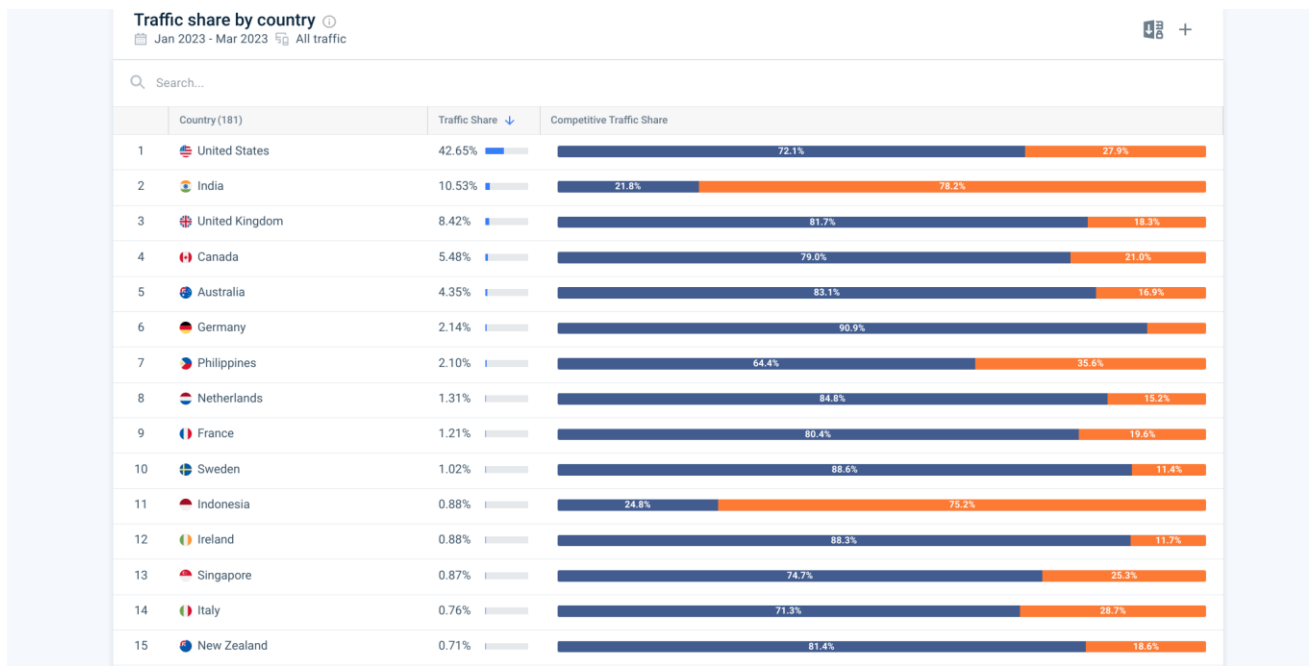 Traffic share by country
Jan 2023 - Mar 2023 All traffic
Search...
Country (181) Traffic Share Competitive Traffic Share
1 United States 42.65% 72.1% 27.9%
2 India 10.53% 21.8% 78.2%
3 United Kingdom 8.42% 81.7% 18.3%
4 Canada 5.48% 79.0% 21.0%
5 Australia 4.35% 83.1% 16.9%
6 Germany 2.14% 90.9%
7 Philippines 2.10% 64.4% 35.6%
8 Netherlands 1.31% 84.8% 15.2%
9 France 1.21% 80.4% 19.6%
10 Sweden 1.02% 88.6% 11.4%
11 Indonesia 0.88% 24.8% 75.2%
12 Ireland 0.88% 88.3% 11.7%
13 Singapore 0.87% 74.7% 25.3%
14 Italy 0.76% 71.3% 28.7%
15 New Zealand 0.71% 81.4% 18.6%